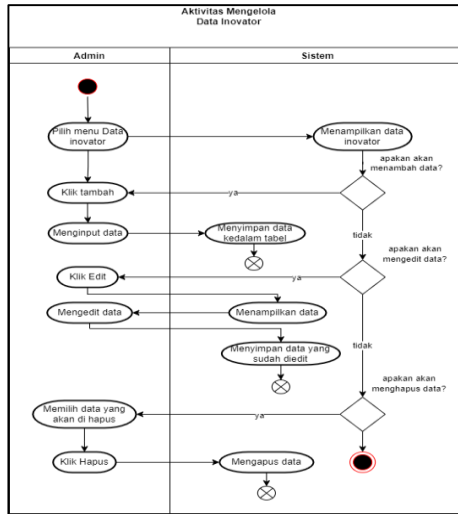 Aktivitas Mengelola
Data Inovator
Admin
Sistem
Pilih menu Data
inovator
Menampilkan data
inovator
apakan akan
menambah data?
Klik tambah
ya
Menginput data
Menyimpan data
kedalam tabel
tidak
apakan akan
mengedit data?
Klik Edit
ya
Mengedit data
Menampilkan data
Menyimpan data yang
sudah diedit
tidak
apakan akan
menghapus data?
Memilih data yang
akan di hapus
ya
Klik Hapus
Mengapus data